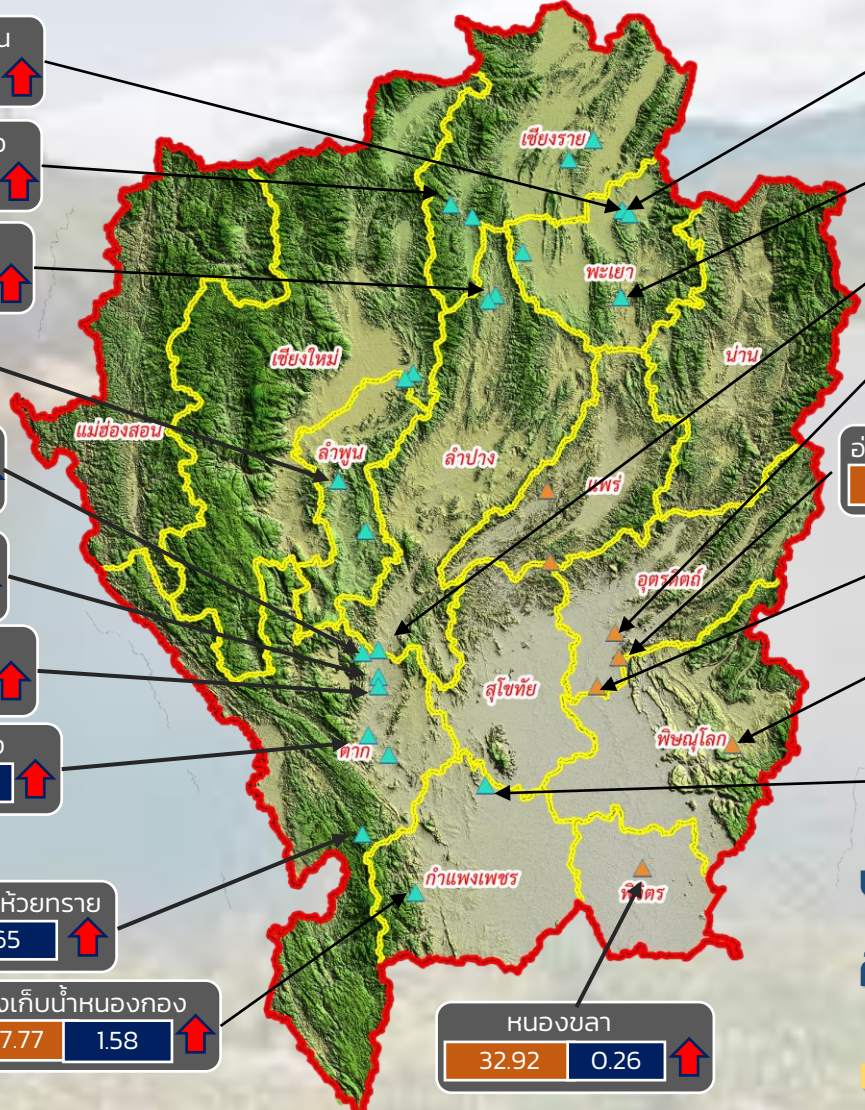 น
เชียงราย
พะเยา
น่าน
เชียงใหม่
แม่ฮ่องสอน
ลำพูน
ลำปาง
แพร่
อุตรดิตถ์
สุโขทัย
พิษณุโลก
ตาก
กำแพงเพชร
ห้วยทราย
65
งเก็บน้ำหนองกอง
7.77 1.58
หนองขลา
32.92 0.26